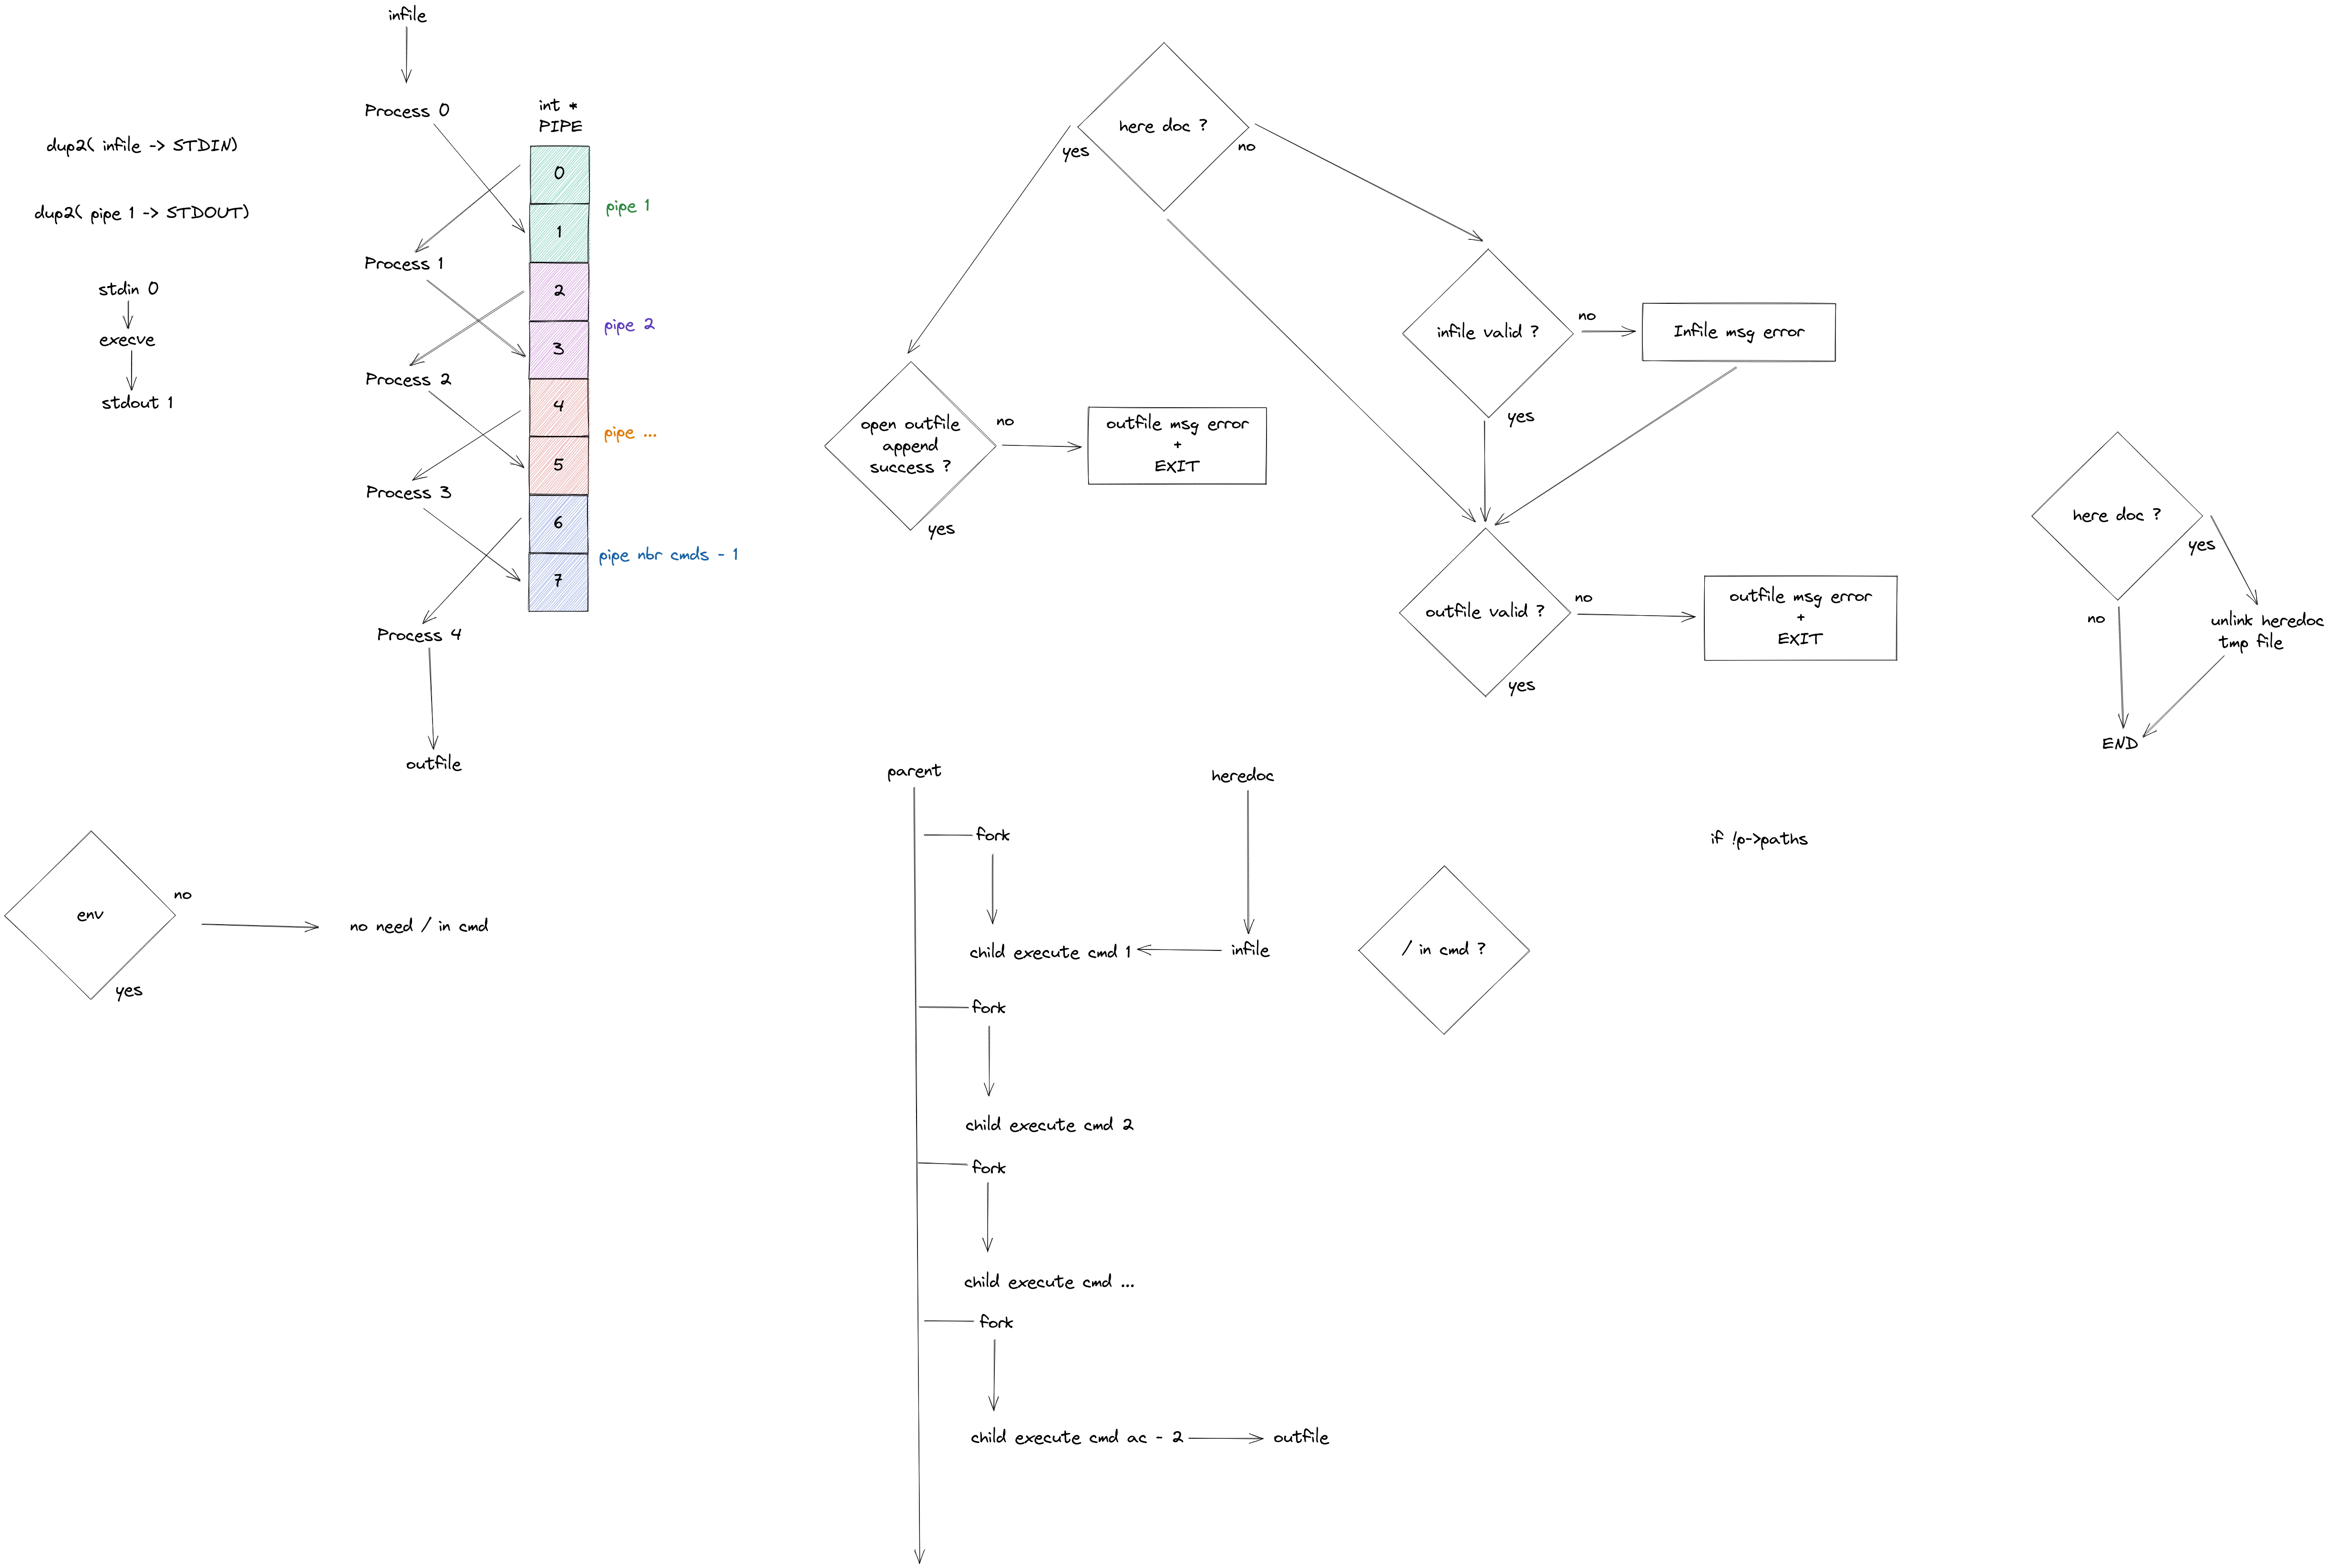 infile
Process 0
int *
PIPE
dup2( infile -> STDIN)
dup2( pipe 1 -> STDOUT)
stdin 0
execve
stdout 1
0
1
2
3
4
5
6
7
pipe 1
pipe 2
pipe ...
pipe nbr cmds - 1
Process 1
Process 2
Process 3
Process 4
outfile
here doc ?
yes
no
infile valid ?
no
Infile msg error
yes
open outfile
append
success ?
no
outfile msg error
+
EXIT
yes
outfile valid ?
no
outfile msg error
+
EXIT
yes
here doc ?
yes
no
unlink heredoc
tmp file
END
env
no
no need / in cmd
yes
parent
heredoc
fork
child execute cmd 1
infile
fork
child execute cmd 2
fork
child execute cmd ...
fork
child execute cmd ac - 2
outfile
/ in cmd ?
if !p->paths